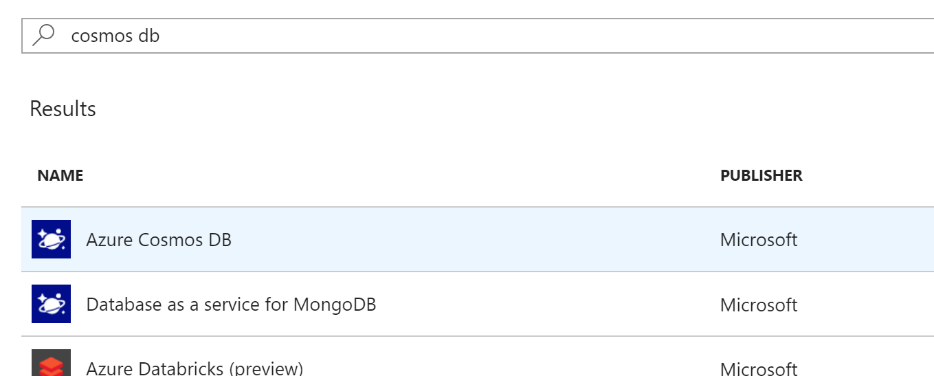 cosmos db
Results
NAME PUBLISHER
Azure Cosmos DB Microsoft
Database as a service for MongoDB Microsoft
Azure Databricks (preview) Microsoft